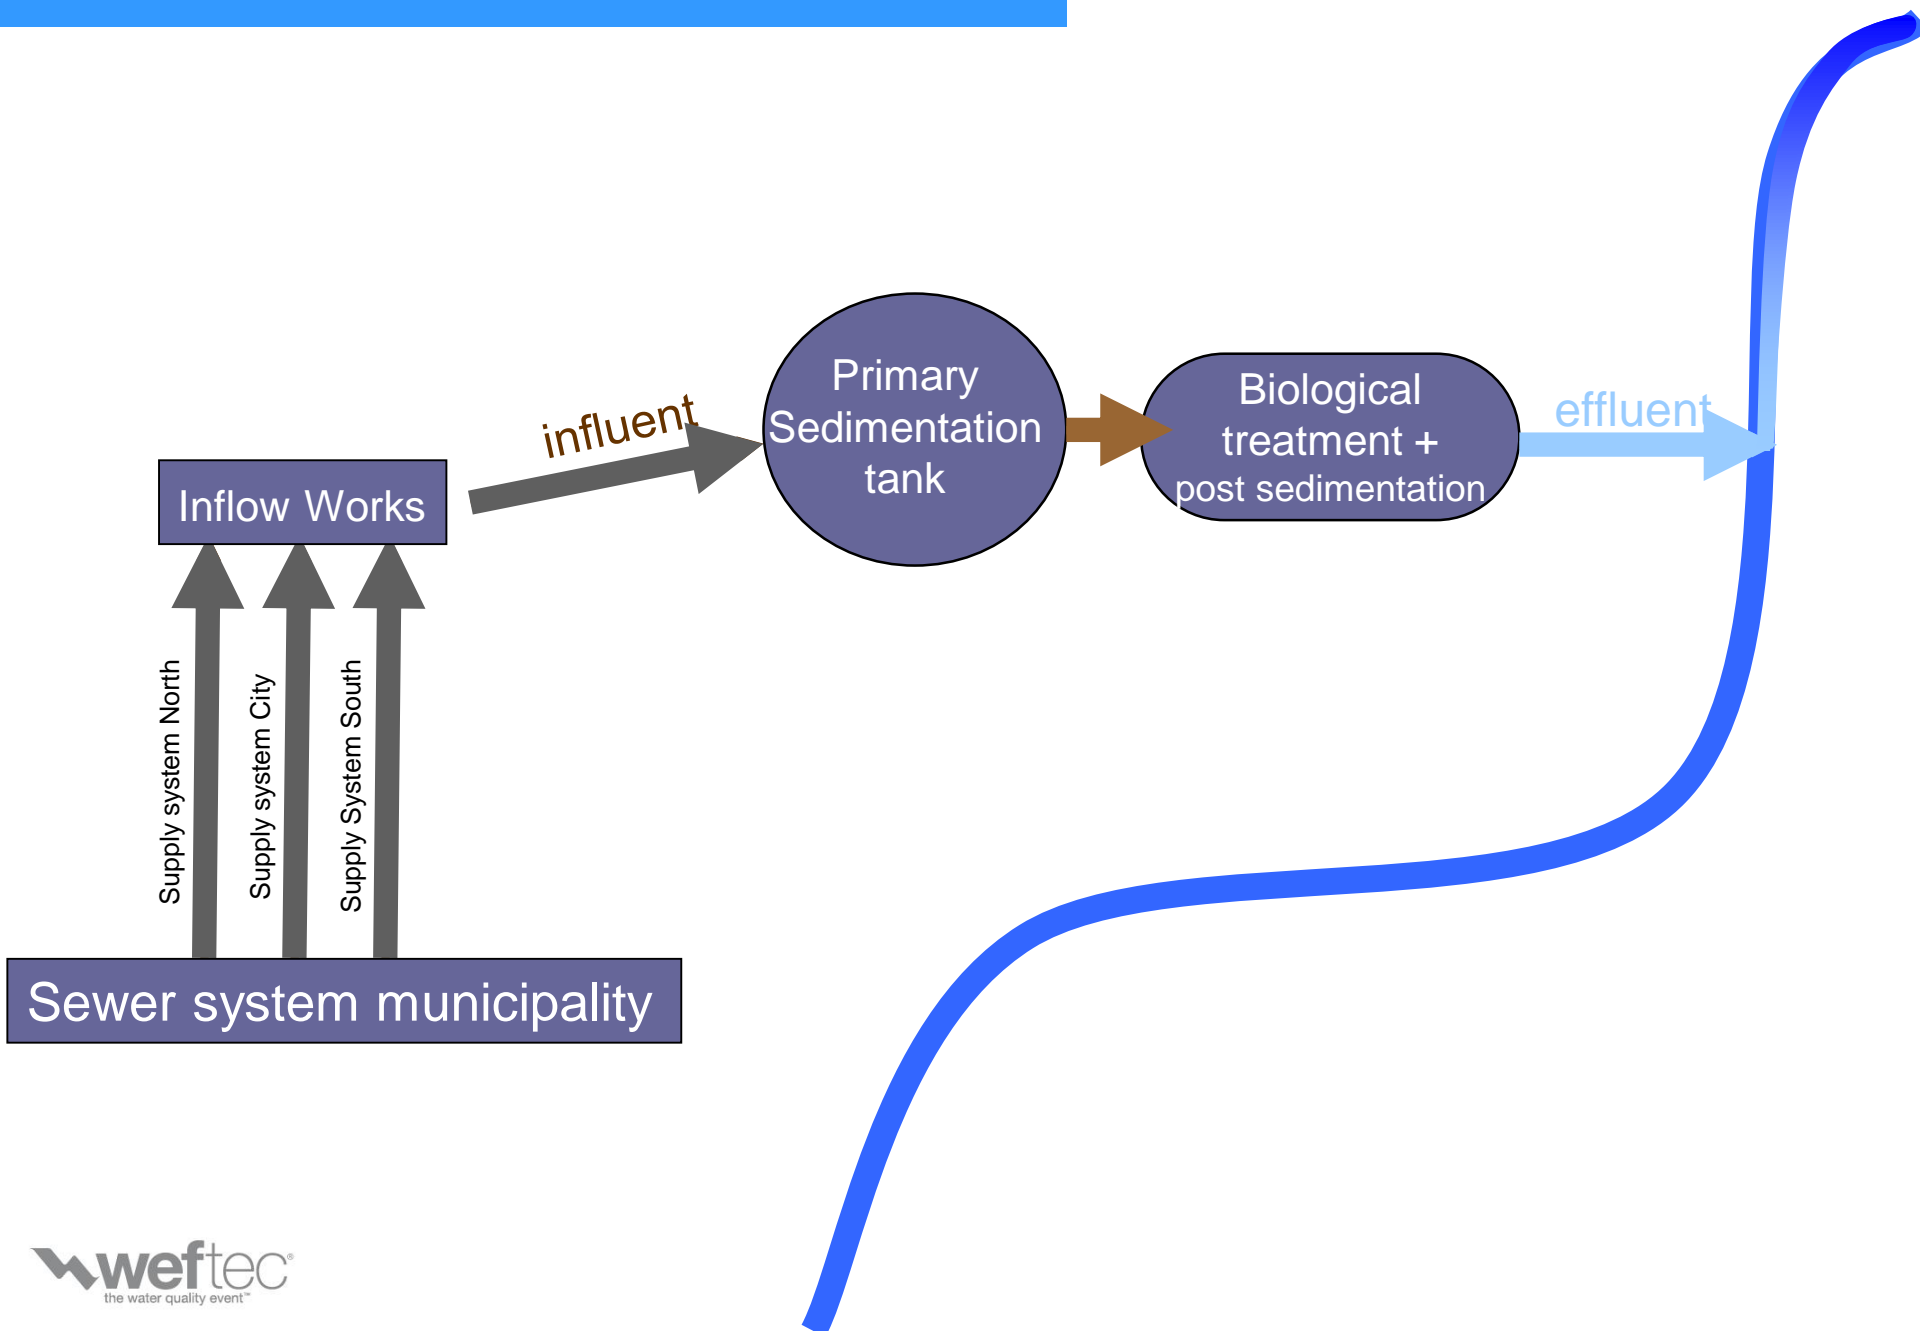 Primary
Sedimentation
tank
Biological
treatment +
post sedimentation
influent
effluent
Inflow Works
Supply system North
Supply system City
Supply System South
Sewer system municipality
weftec®
the water quality event™